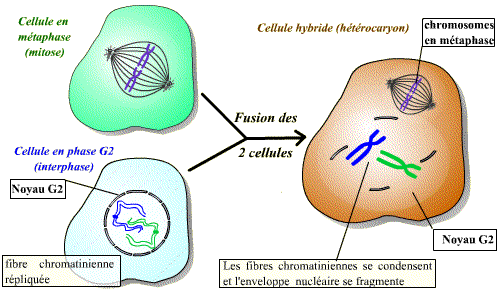 Cellule en
métaphase
(mitose)
Cellule hybride (hétérocaryon)
chromosomes
en métaphase
Fusion des
2 cellules
Cellule en phase G2
(interphase)
Noyau G2
fibre chromatinienne
répliquée
Noyau G2
Les fibres chromatiniennes se condensent
et l'enveloppe nucléaire se fragmente